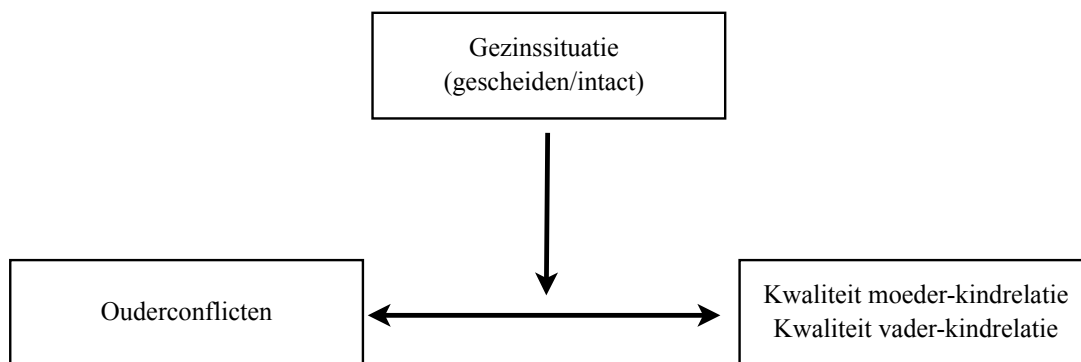 Gezinssituatie
(gescheiden/intact)
Ouderconflicten
Kwaliteit moeder-kindrelatie
Kwaliteit vader-kindrelatie